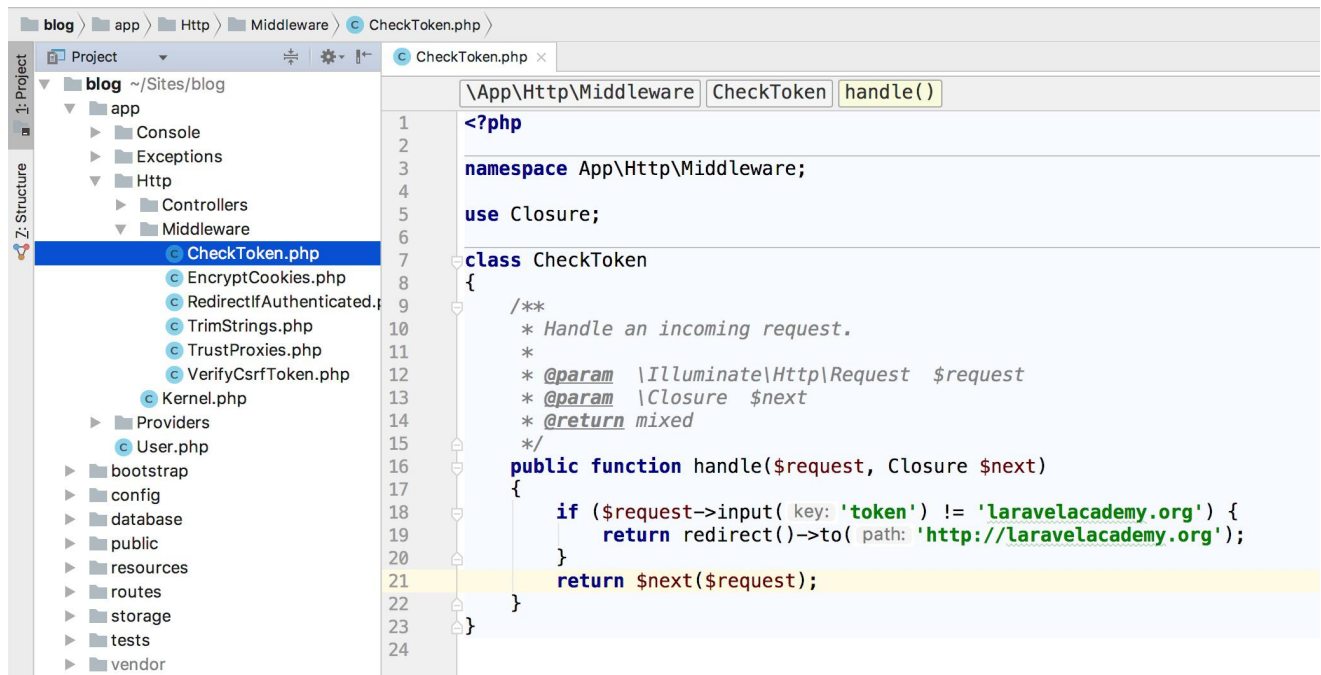 blog app Http Middleware CheckToken.php
1: Project
Z: Structure
Project
blog ~/Sites/blog
app
Console
Exceptions
Http
Controllers
Middleware
CheckToken.php
EncryptCookies.php
RedirectIfAuthenticated.p
TrimStrings.php
TrustProxies.php
VerifyCsrfToken.php
Kernel.php
Providers
User.php
bootstrap
config
database
public
resources
routes
storage
tests
vendor
CheckToken.php
\App\Http\Middleware CheckToken handle()
1 <?php
2
3 namespace App\Http\Middleware;
4
5 use Closure;
6
7 class CheckToken
8 {
9 /**
10 * Handle an incoming request.
11 *
12 * @param \Illuminate\Http\Request $request
13 * @param \Closure $next
14 * @return mixed
15 */
16 public function handle($request, Closure $next)
17 {
18 if ($request->input( key: 'token') != 'laravelacademy.org') {
19 return redirect()->to( path: 'http://laravelacademy.org');
20 }
21 return $next($request);
22 }
23 }
24